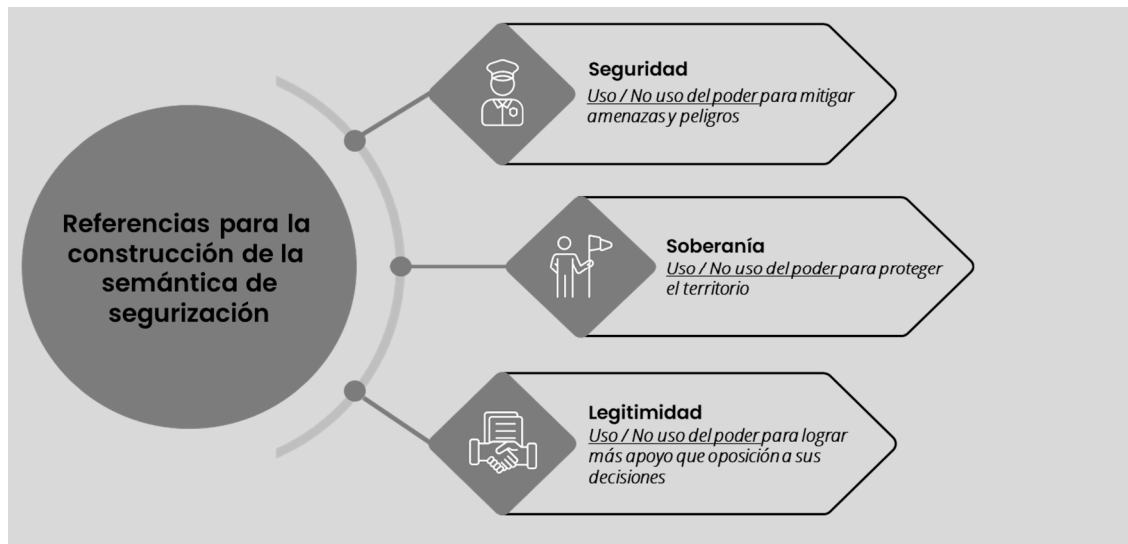 Referencias para la
construcción de la
semántica de
segurización
Seguridad
Uso / No uso del poder para mitigar
amenazas y peligros
Soberanía
Uso / No uso del poder para proteger
el territorio
Legitimidad
Uso / No uso del poder para lograr
más apoyo que oposición a sus
decisiones